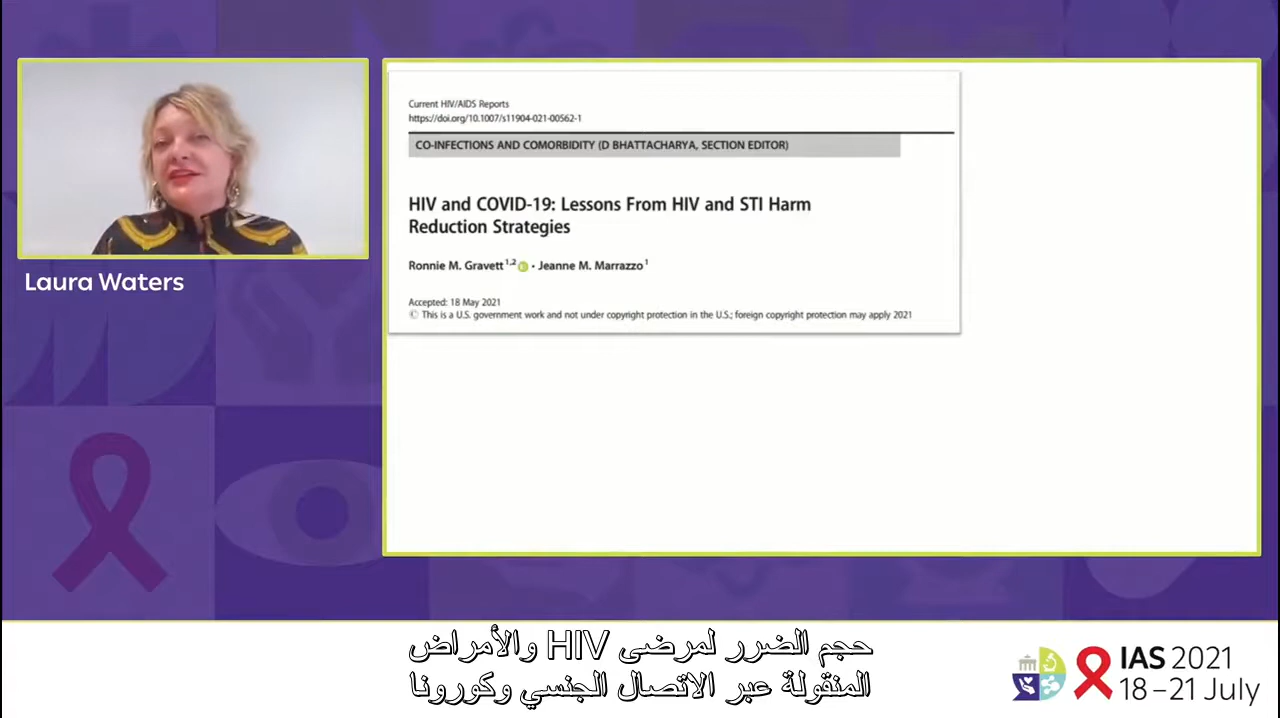 Laura Waters
Current HIV/AIDS Reports
https://doi.org/10.1007/s11904-021-00562-1
CO-INFECTIONS AND COMORBIDITY (D BHATTACHARYA, SECTION EDITOR)
HIV and COVID-19: Lessons From HIV and STI Harm
Reduction Strategies
Ronnie M. Gravett 1,2 · Jeanne M. Marrazzo 1
Accepted: 18 May 2021
© This is a U.S. government work and not under copyright protection in the U.S.; foreign copyright protection may apply 2021
حجم الضرر لمرضى HIV والأمراض
المنقولة عبر الاتصال الجنسي وكورونا
IAS 2021
18–21 July